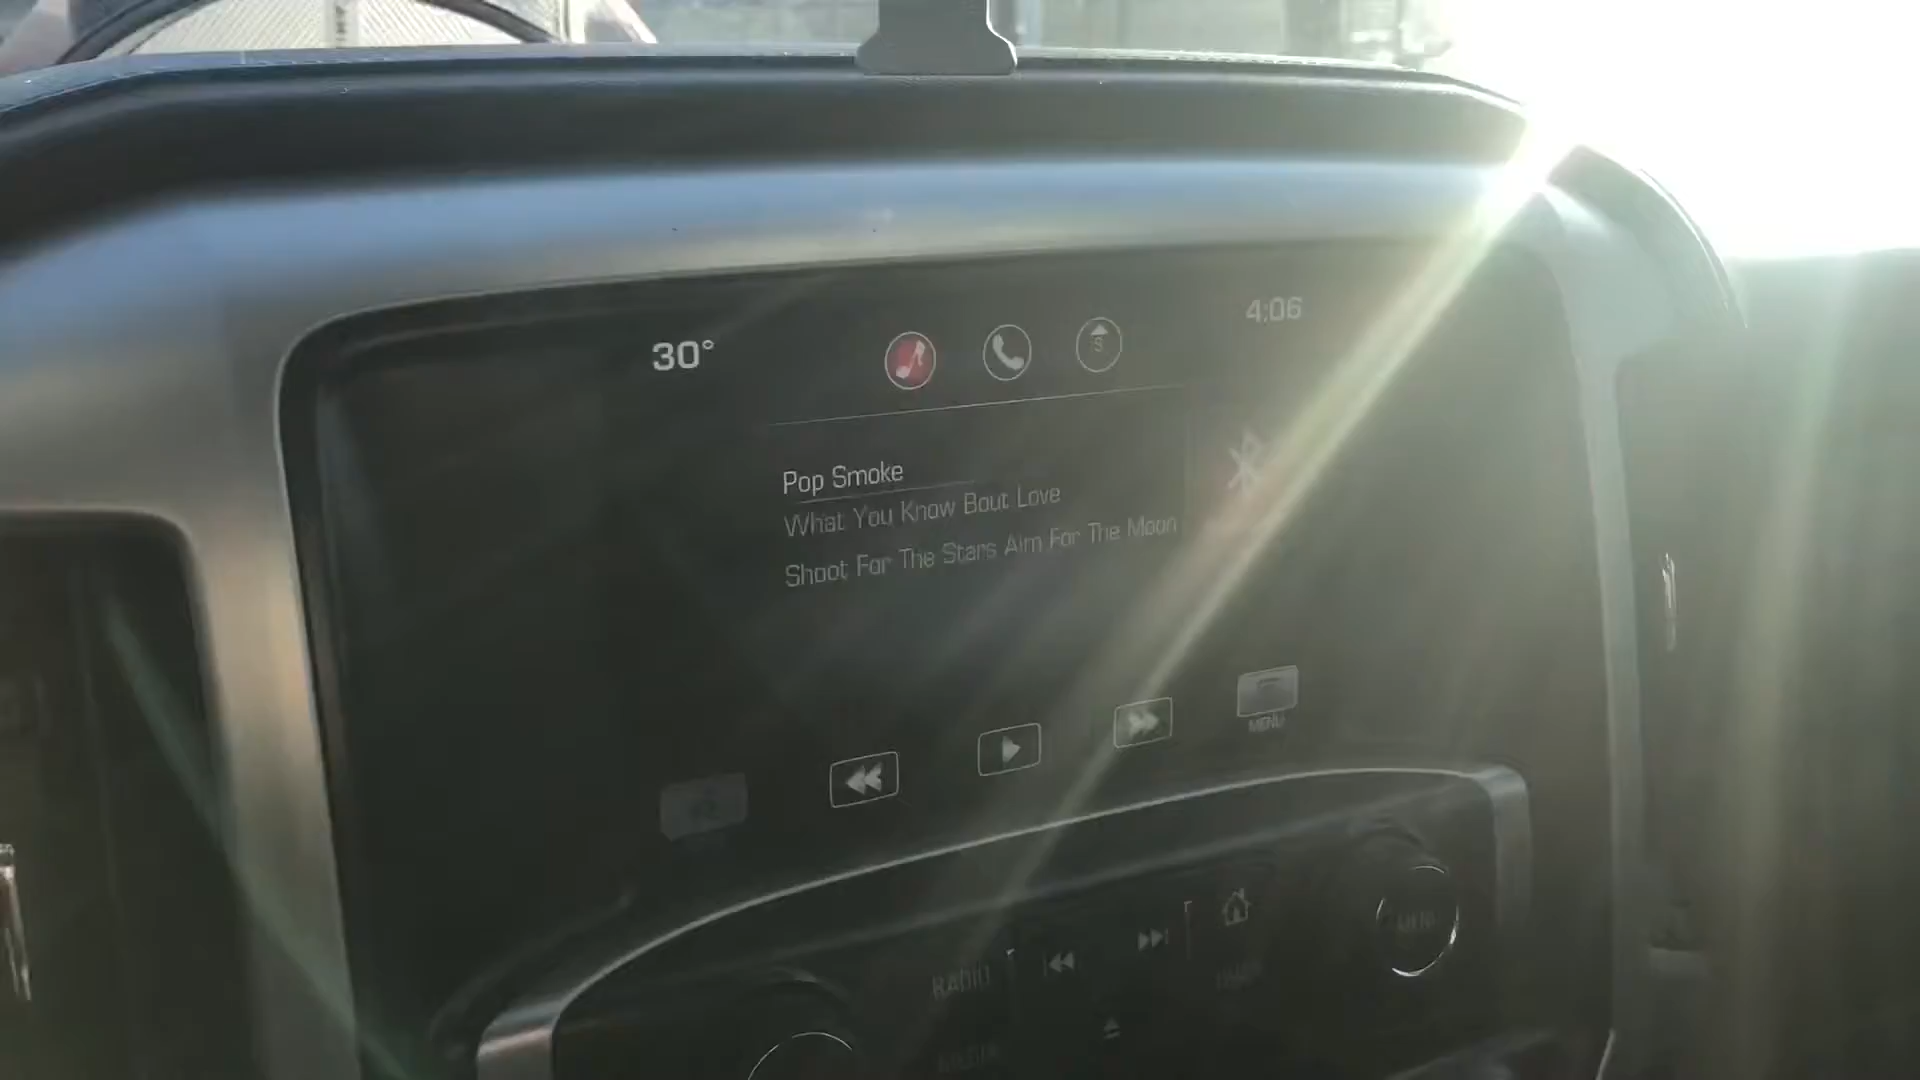 30°
4:06
Pop Smoke
What You Know Bout Love
Shoot For The Stars Aim For The Moon
MENU
RADIO
MENU